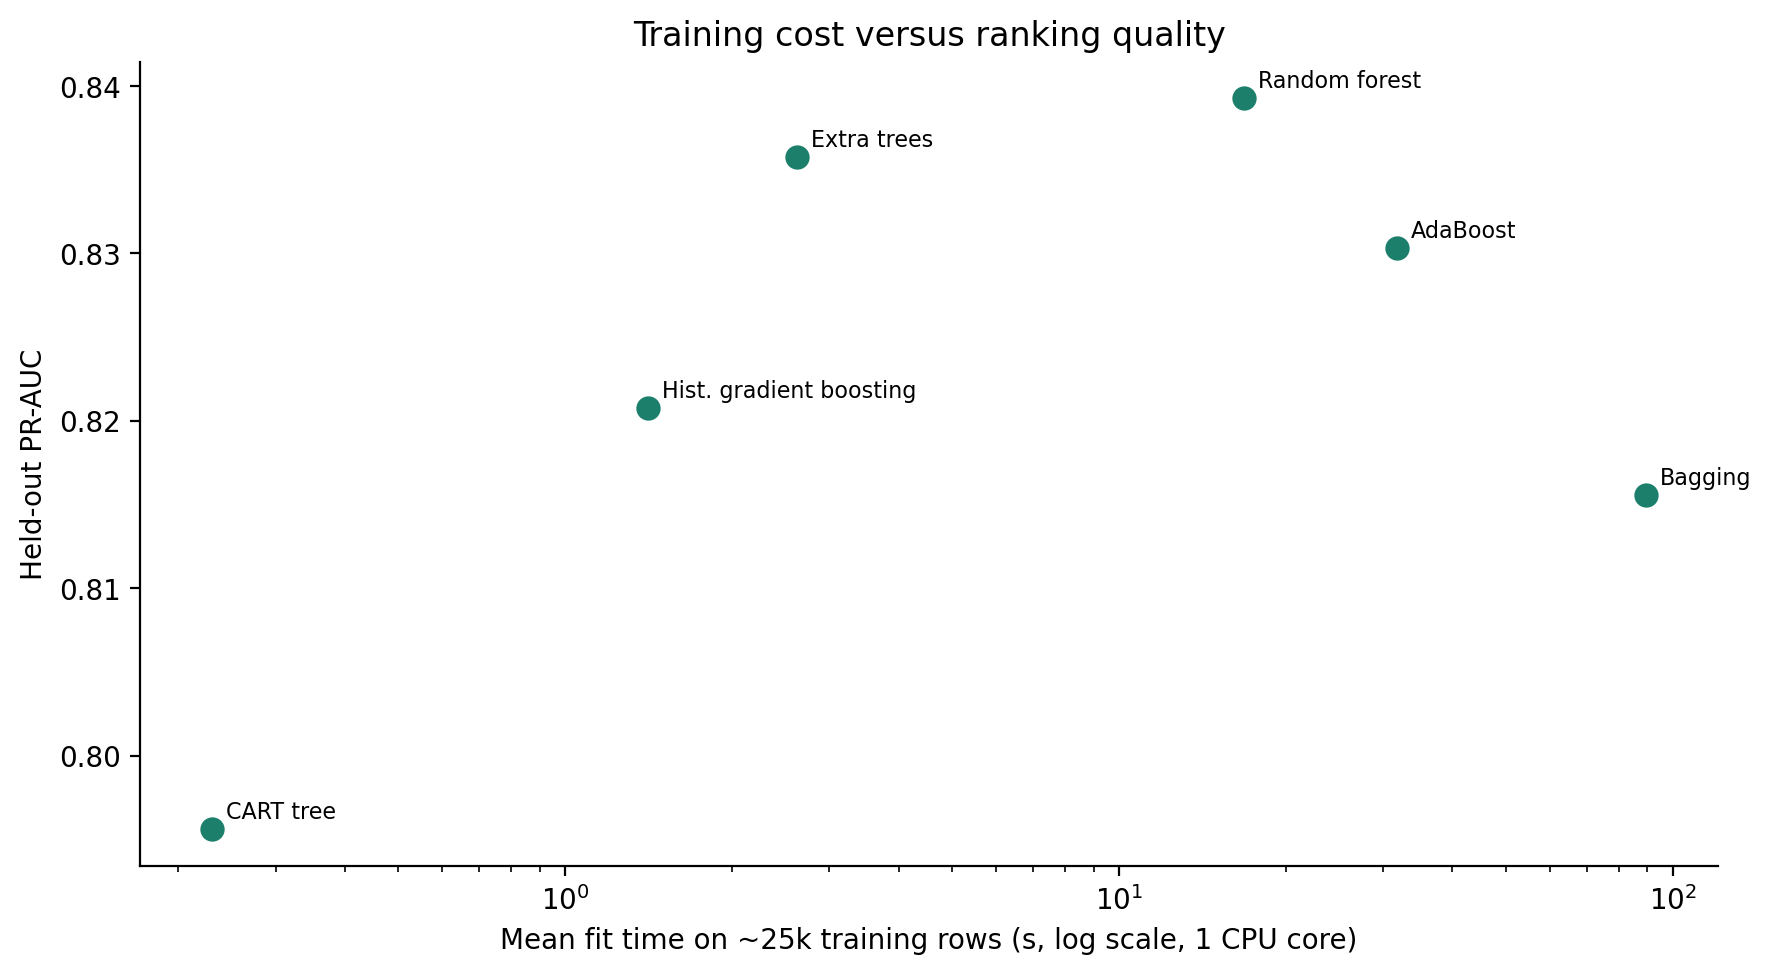 Training cost versus ranking quality
Held-out PR-AUC
0.84
0.83
0.82
0.81
0.80
Random forest
Extra trees
AdaBoost
Hist. gradient boosting
Bagging
CART tree
10⁰
10¹
10²
Mean fit time on ~25k training rows (s, log scale, 1 CPU core)